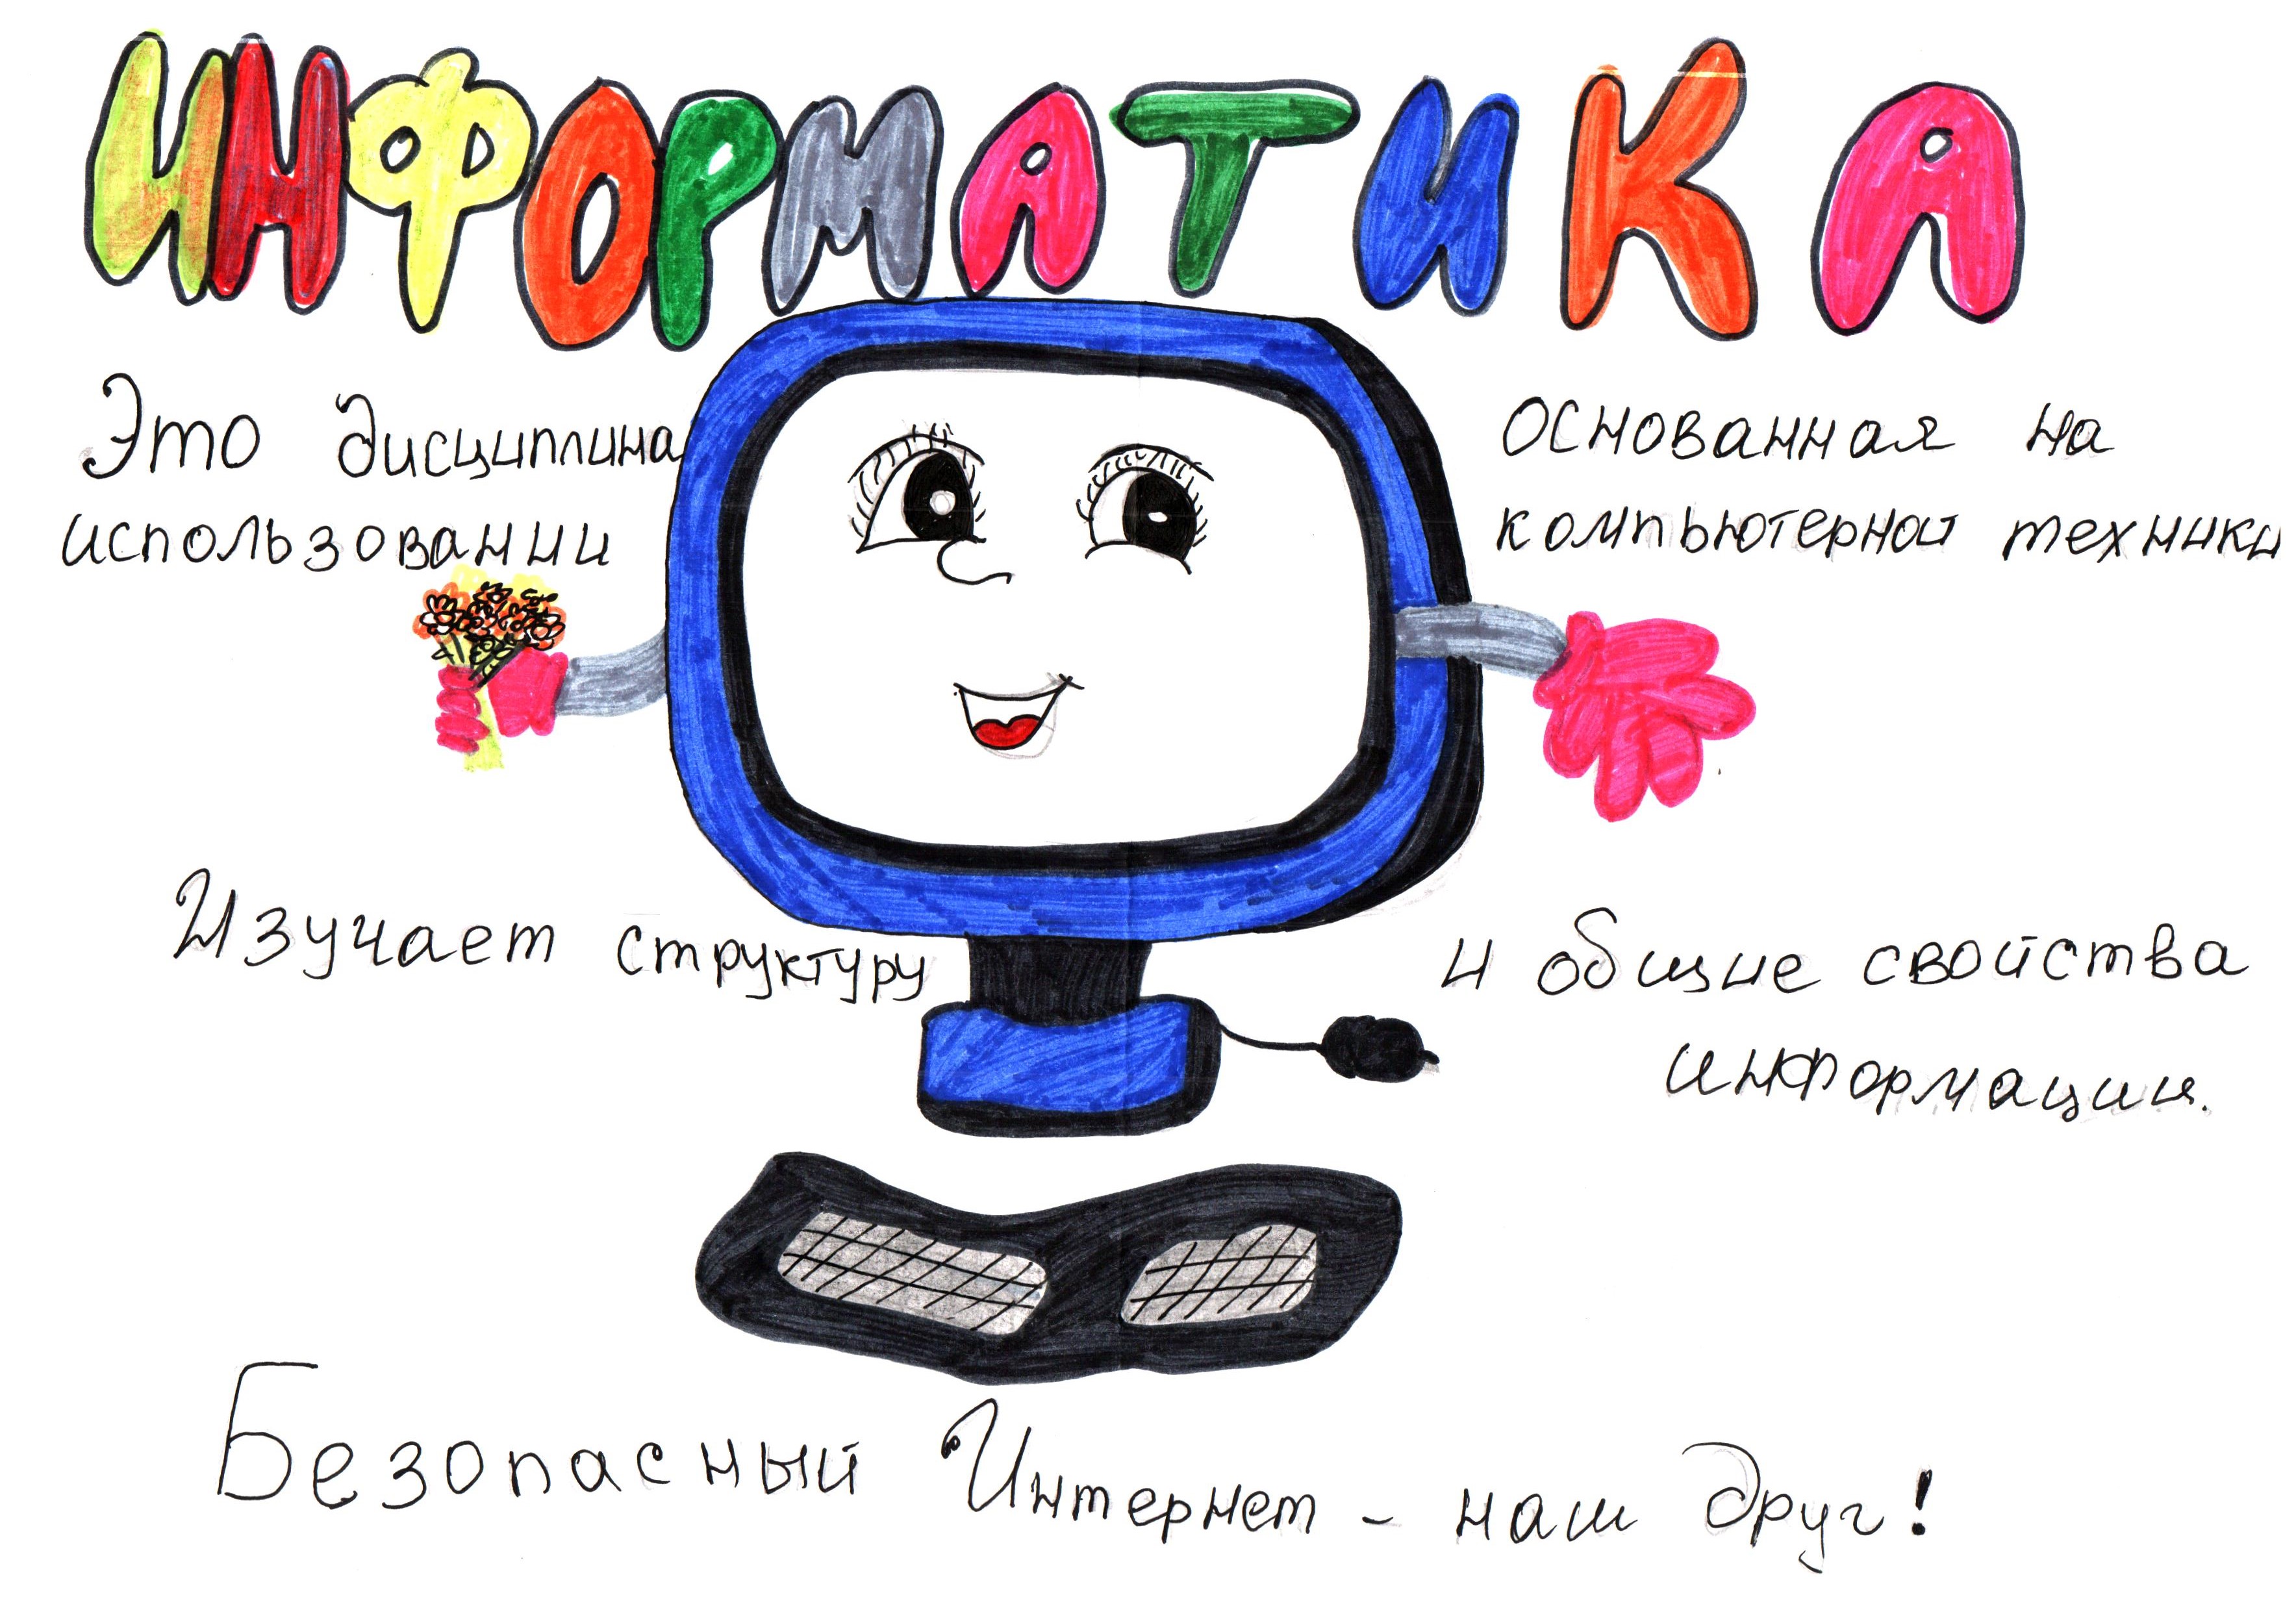 ИНФОРМАТИКА
Это дисциплина основанная на
использовании компьютерной техники
Изучает структуру и общие свойства
информации.
Безопасный Интернет - наш друг!